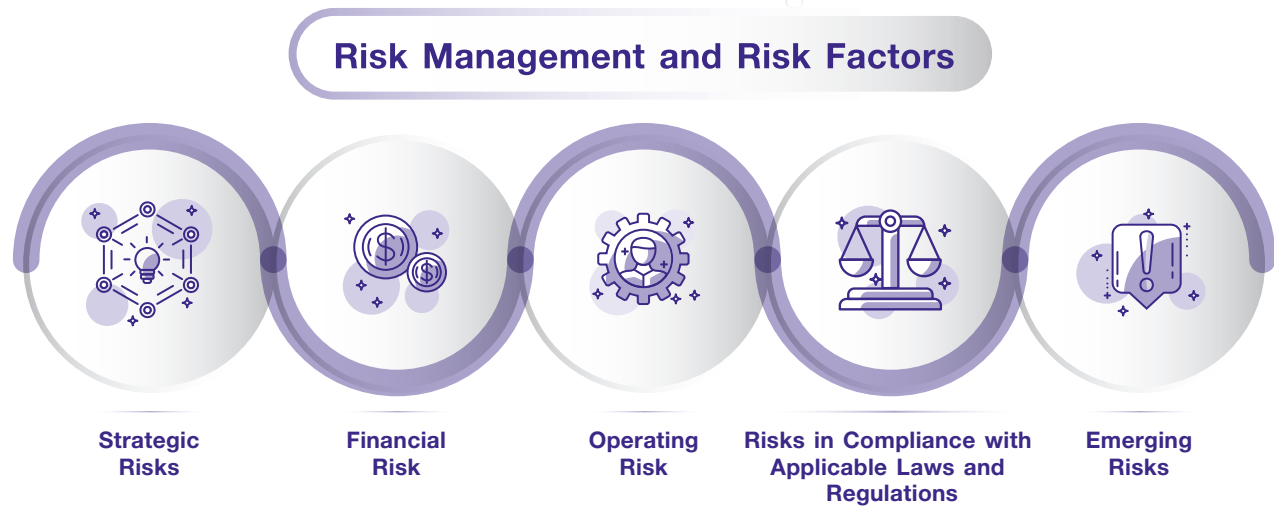 Risk Management and Risk Factors
Strategic
Risks
Financial
Risk
Operating
Risk
Risks in Compliance with
Applicable Laws and
Regulations
Emerging
Risks